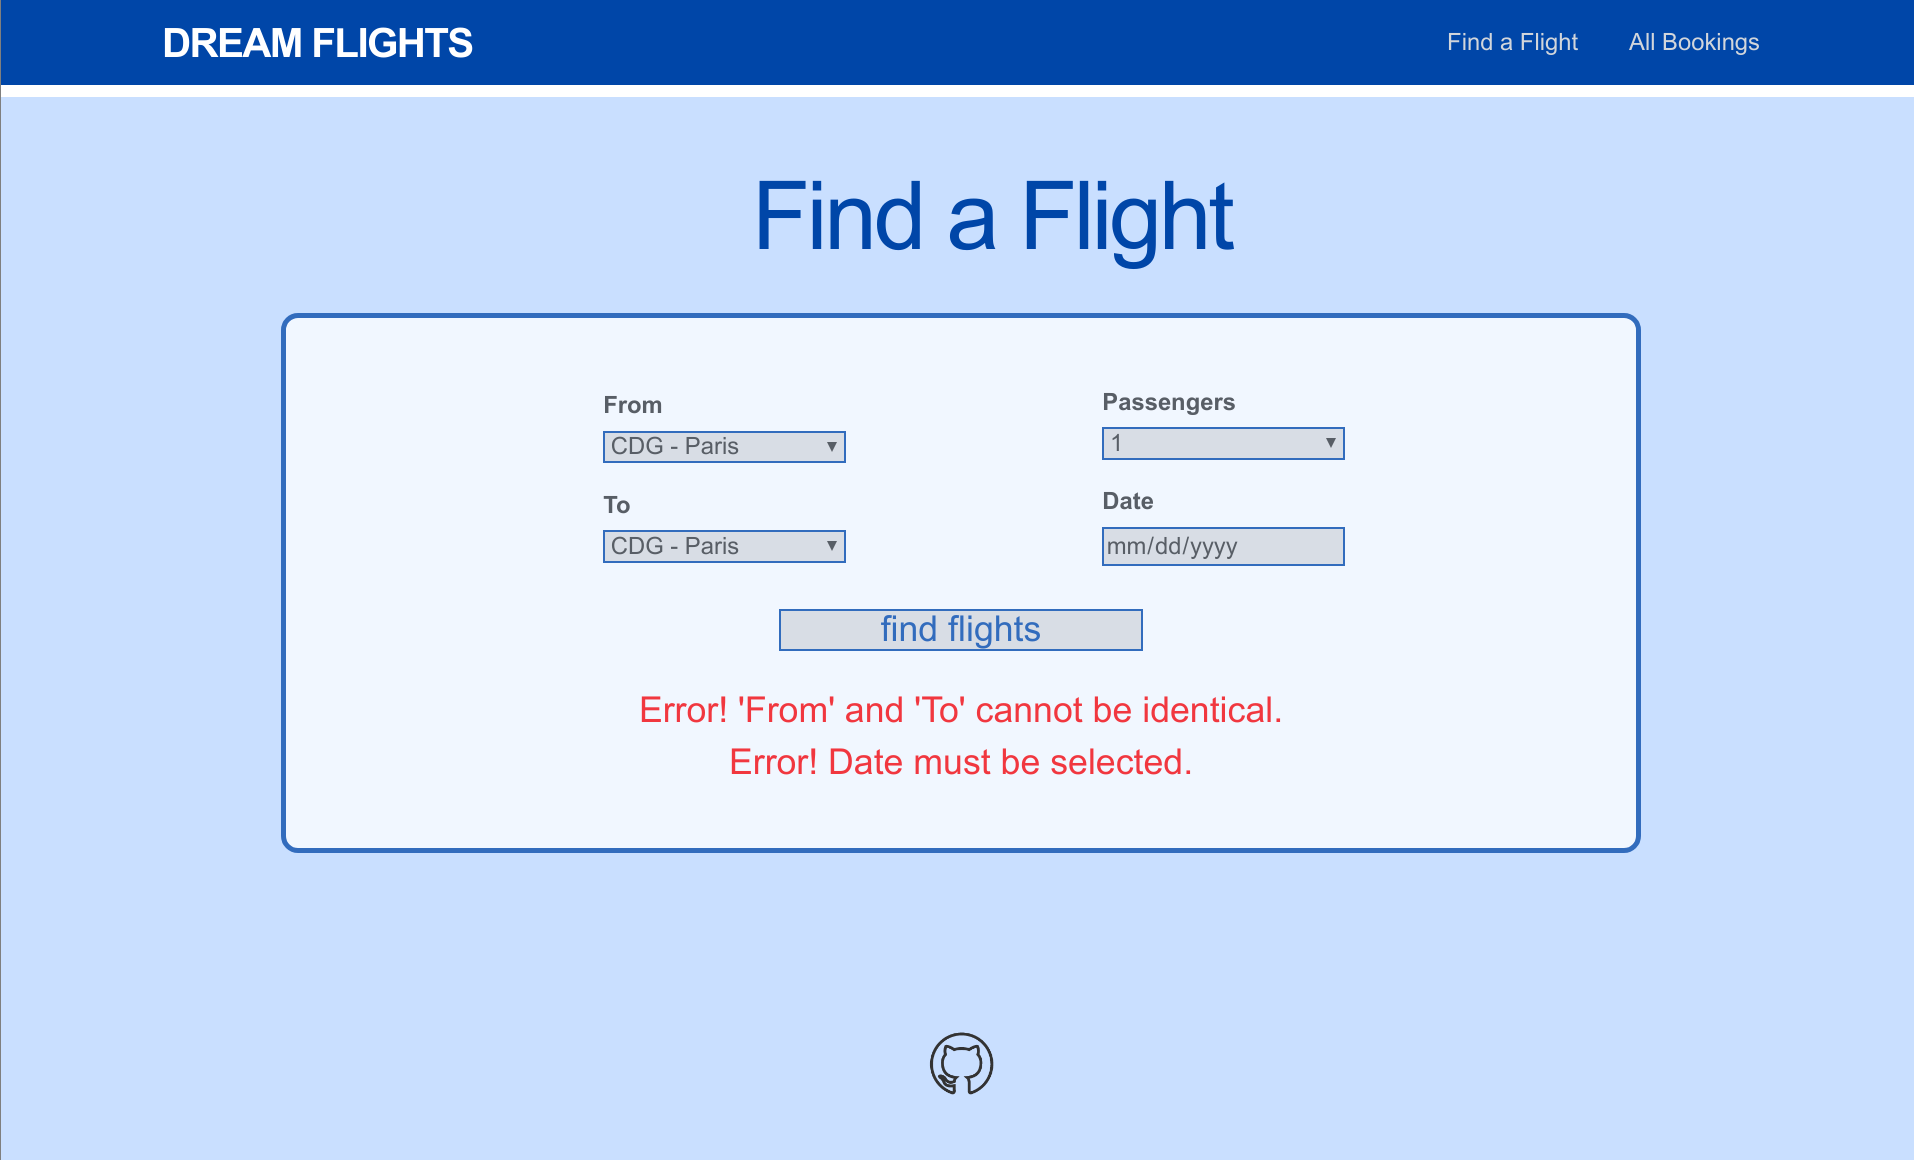 DREAM FLIGHTS
Find a Flight
All Bookings
Find a Flight
From
CDG - Paris
Passengers
1
To
CDG - Paris
Date
mm/dd/yyyy
find flights
Error! 'From' and 'To' cannot be identical.
Error! Date must be selected.